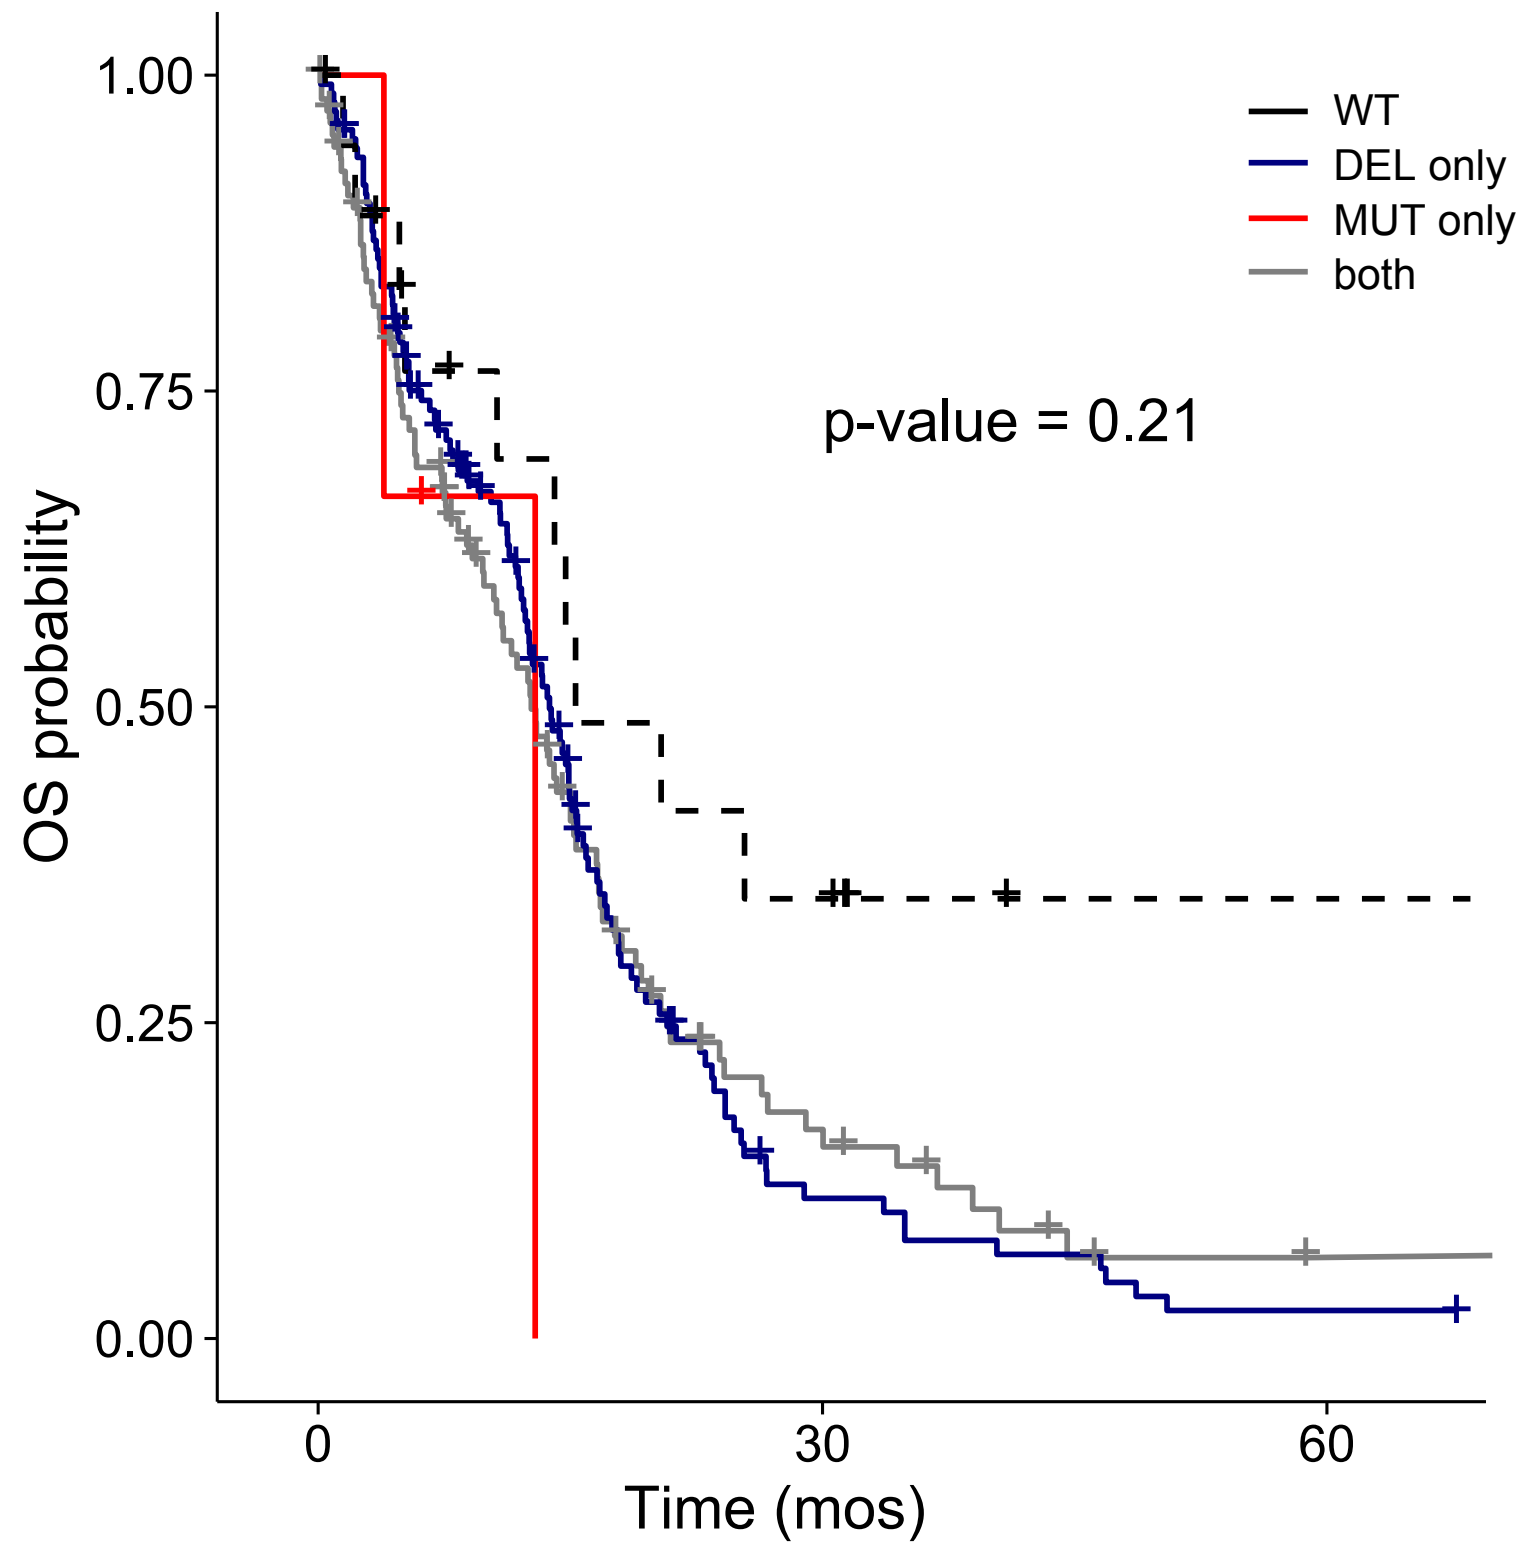 OS probability
1.00
0.75
0.50
0.25
0.00
WT
DEL only
MUT only
both
p-value = 0.21
0
30
60
Time (mos)